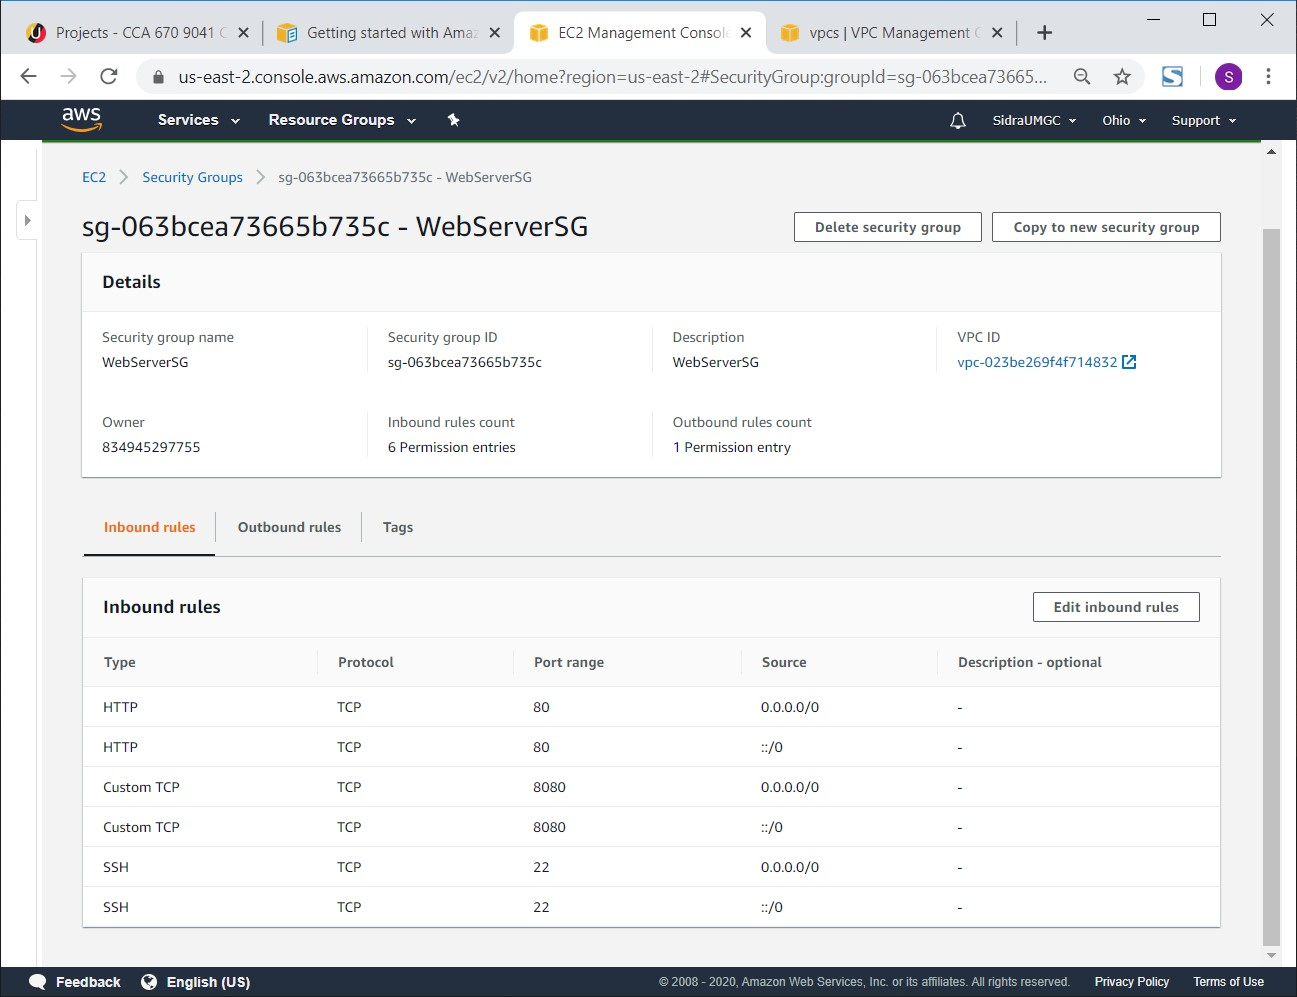 Projects - CCA 670 9041
Getting started with Amaz
EC2 Management Console
vpcs | VPC Management
us-east-2.console.aws.amazon.com/ec2/v2/home?region=us-east-2#SecurityGroup:groupId=sg-063bcea73665...
S
S
aws
Services
Resource Groups
SidraUMGC
Ohio
Support
EC2 > Security Groups > sg-063bcea73665b735c - WebServerSG
sg-063bcea73665b735c - WebServerSG
Delete security group
Copy to new security group
Details
Security group name Security group ID Description VPC ID
WebServerSG sg-063bcea73665b735c WebServerSG vpc-023be269f4f714832
Owner Inbound rules count Outbound rules count
834945297755 6 Permission entries 1 Permission entry
Inbound rules Outbound rules Tags
Inbound rules
Edit inbound rules
Type Protocol Port range Source Description - optional
HTTP TCP 80 0.0.0.0/0 -
HTTP TCP 80 ::/0 -
Custom TCP TCP 8080 0.0.0.0/0 -
Custom TCP TCP 8080 ::/0 -
SSH TCP 22 0.0.0.0/0 -
SSH TCP 22 ::/0 -
Feedback English (US) © 2008 - 2020, Amazon Web Services, Inc. or its affiliates. All rights reserved. Privacy Policy Terms of Use